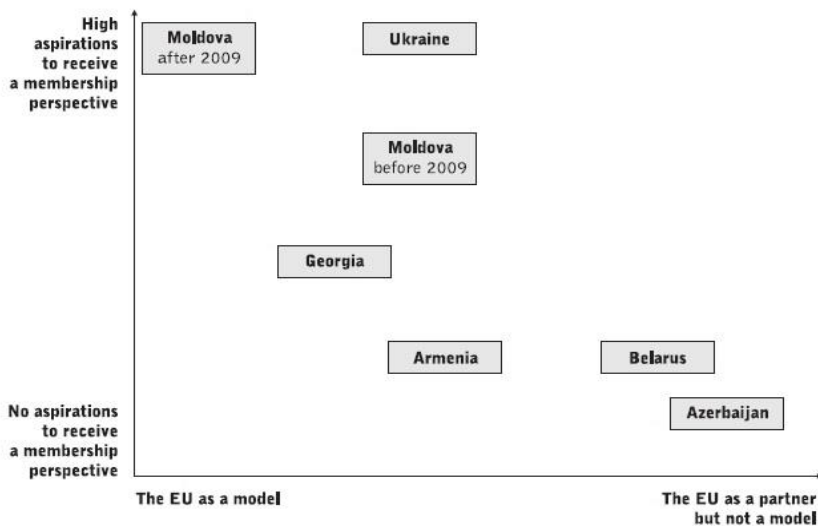 High
aspirations
to receive
a membership
perspective
Moldova
after 2009
Ukraine
Moldova
before 2009
Georgia
Armenia
Belarus
Azerbaijan
No aspirations
to receive
a membership
perspective
The EU as a model
The EU as a partner
but not a model